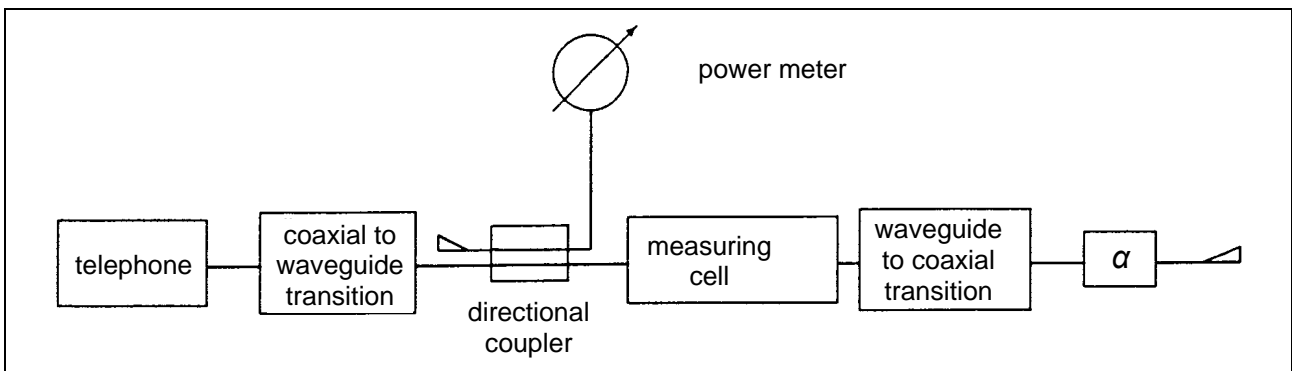 power meter
telephone
coaxial to
waveguide
transition
directional
coupler
measuring
cell
waveguide
to coaxial
transition
α